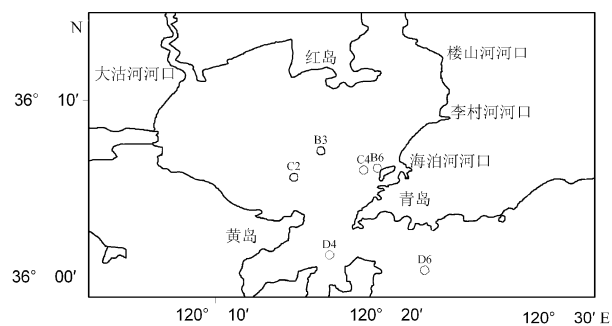 N
楼山河河口
红岛
大沽河河口
36° 10′
李村河河口
B3
C4 B6
海泊河河口
C2
青岛
黄岛
D4
D6
36° 00′
120° 10′
120° 20′
120° 30′ E